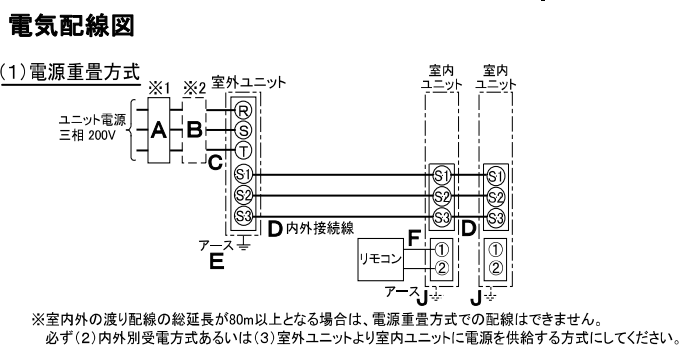 電気配線図
(1)電源重畳方式
※1 ※2 室外ユニット 室内ユニット 室内ユニット
ユニット電源
三相 200V
A B C
R
S
T
S1 S1 S1
S2 S2 S2
S3 S3 S3
D 内外接続線 D
アース
E
リモコン F ① ①
② ②
アース J J
※室内外の渡り配線の総延長が80m以上となる場合は、電源重畳方式での配線はできません。
必ず(2)内外別受電方式あるいは(3)室外ユニットより室内ユニットに電源を供給する方式にしてください。